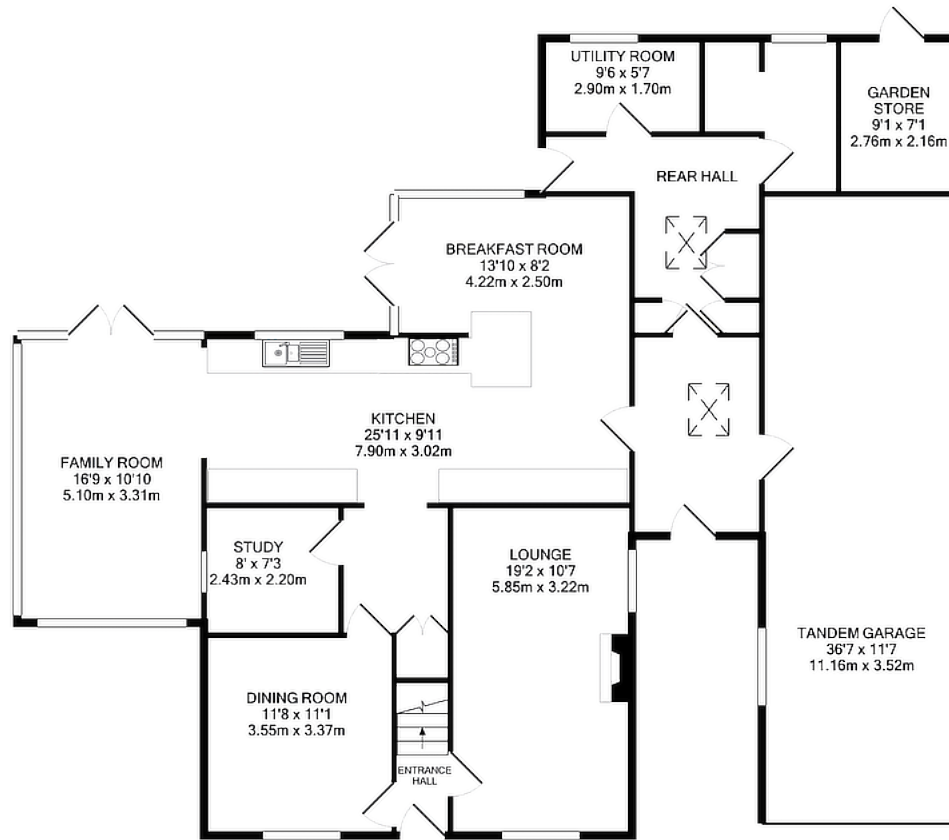 UTILITY ROOM
9'6 x 5'7
2.90m x 1.70m
GARDEN
STORE
9'1 x 7'1
2.76m x 2.16m
REAR HALL
BREAKFAST ROOM
13'10 x 8'2
4.22m x 2.50m
KITCHEN
25'11 x 9'11
7.90m x 3.02m
FAMILY ROOM
16'9 x 10'10
5.10m x 3.31m
STUDY
8' x 7'3
2.43m x 2.20m
LOUNGE
19'2 x 10'7
5.85m x 3.22m
TANDEM GARAGE
36'7 x 11'7
11.16m x 3.52m
DINING ROOM
11'8 x 11'1
3.55m x 3.37m
ENTRANCE
HALL